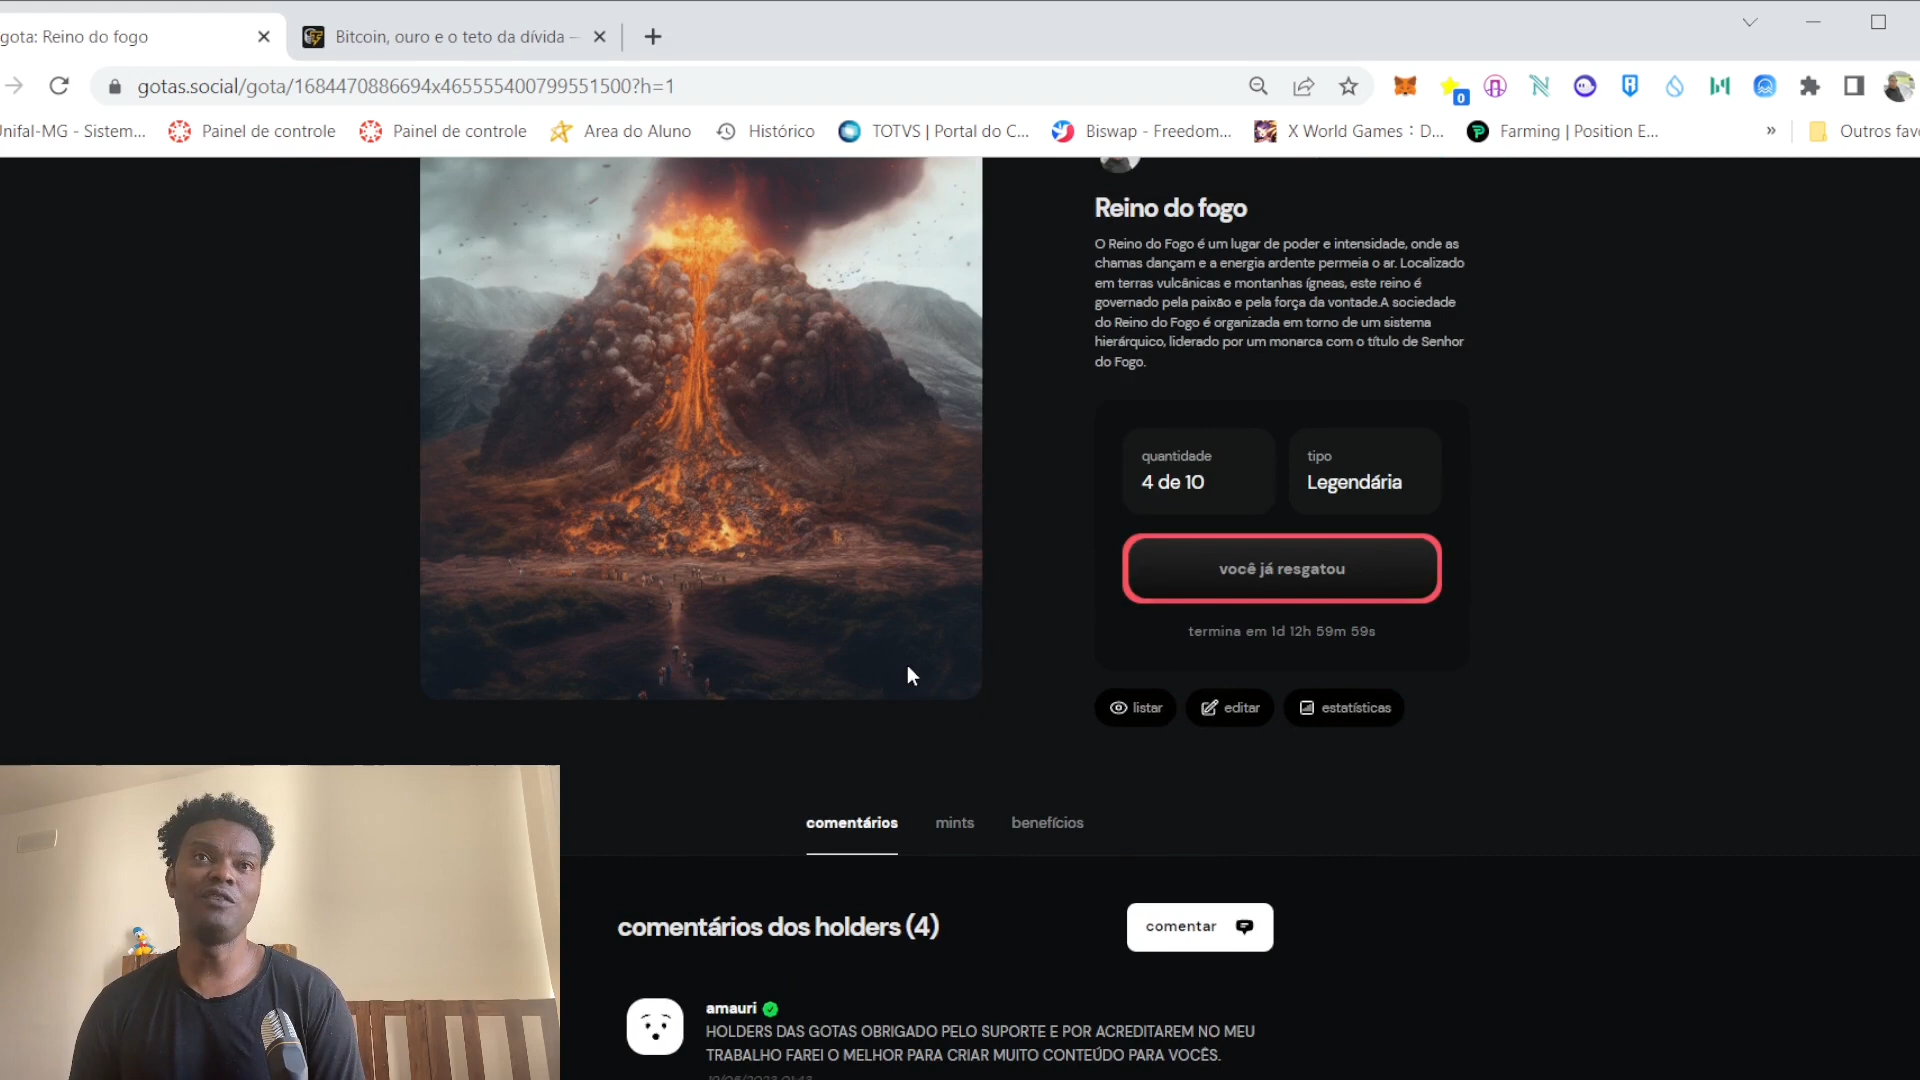 gota: Reino do fogo
Bitcoin, ouro e o teto da dívida –
gotas.social/gota/1684470886694x465555400799551500?h=1
0
Unifal-MG - Sistem...
Painel de controle
Painel de controle
Area do Aluno
Histórico
TOTVS | Portal do C...
Biswap - Freedom...
X World Games : D...
Farming | Position E...
»
Outros favo
Reino do fogo
O Reino do Fogo é um lugar de poder e intensidade, onde as
chamas dançam e a energia ardente permeia o ar. Localizado
em terras vulcânicas e montanhas ígneas, este reino é
governado pela paixão e pela força da vontade.A sociedade
do Reino do Fogo é organizada em torno de um sistema
hierárquico, liderado por um monarca com o título de Senhor
do Fogo.
quantidade
4 de 10
tipo
Legendária
você já resgatou
termina em 1d 12h 59m 59s
listar
editar
estatísticas
comentários
mints
benefícios
comentários dos holders (4)
comentar
amauri
HOLDERS DAS GOTAS OBRIGADO PELO SUPORTE E POR ACREDITAREM NO MEU
TRABALHO FAREI O MELHOR PARA CRIAR MUITO CONTEÚDO PARA VOCÊS.